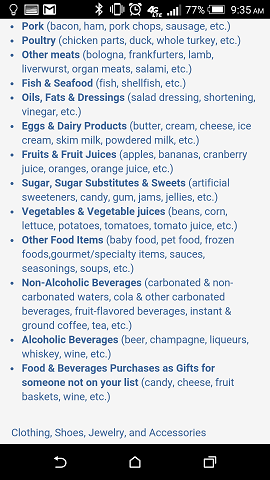 77% 9:35 AM
• Pork (bacon, ham, pork chops, sausage, etc.)
• Poultry (chicken parts, duck, whole turkey, etc.)
• Other meats (bologna, frankfurters, lamb,
liverwurst, organ meats, salami, etc.)
• Fish & Seafood (fish, shellfish, etc.)
• Oils, Fats & Dressings (salad dressing, shortening,
vinegar, etc.)
• Eggs & Dairy Products (butter, cream, cheese, ice
cream, skim milk, powdered milk, etc.)
• Fruits & Fruit Juices (apples, bananas, cranberry
juice, oranges, orange juice, etc.)
• Sugar, Sugar Substitutes & Sweets (artificial
sweeteners, candy, gum, jams, jellies, etc.)
• Vegetables & Vegetable juices (beans, corn,
lettuce, potatoes, tomatoes, tomato juice, etc.)
• Other Food Items (baby food, pet food, frozen
foods,gourmet/specialty items, sauces,
seasonings, soups, etc.)
• Non-Alcoholic Beverages (carbonated & non-
carbonated waters, cola & other carbonated
beverages, fruit-flavored beverages, instant &
ground coffee, tea, etc.)
• Alcoholic Beverages (beer, champagne, liqueurs,
whiskey, wine, etc.)
• Food & Beverages Purchases as Gifts for
someone not on your list (candy, cheese, fruit
baskets, wine, etc.)
Clothing, Shoes, Jewelry, and Accessories